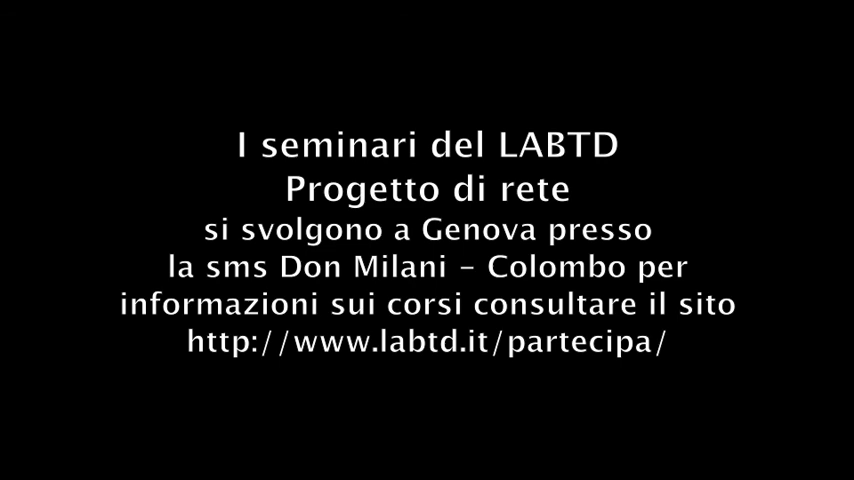 I seminari del LABTD
Progetto di rete
si svolgono a Genova presso
la sms Don Milani - Colombo per
informazioni sui corsi consultare il sito
http://www.labtd.it/partecipa/